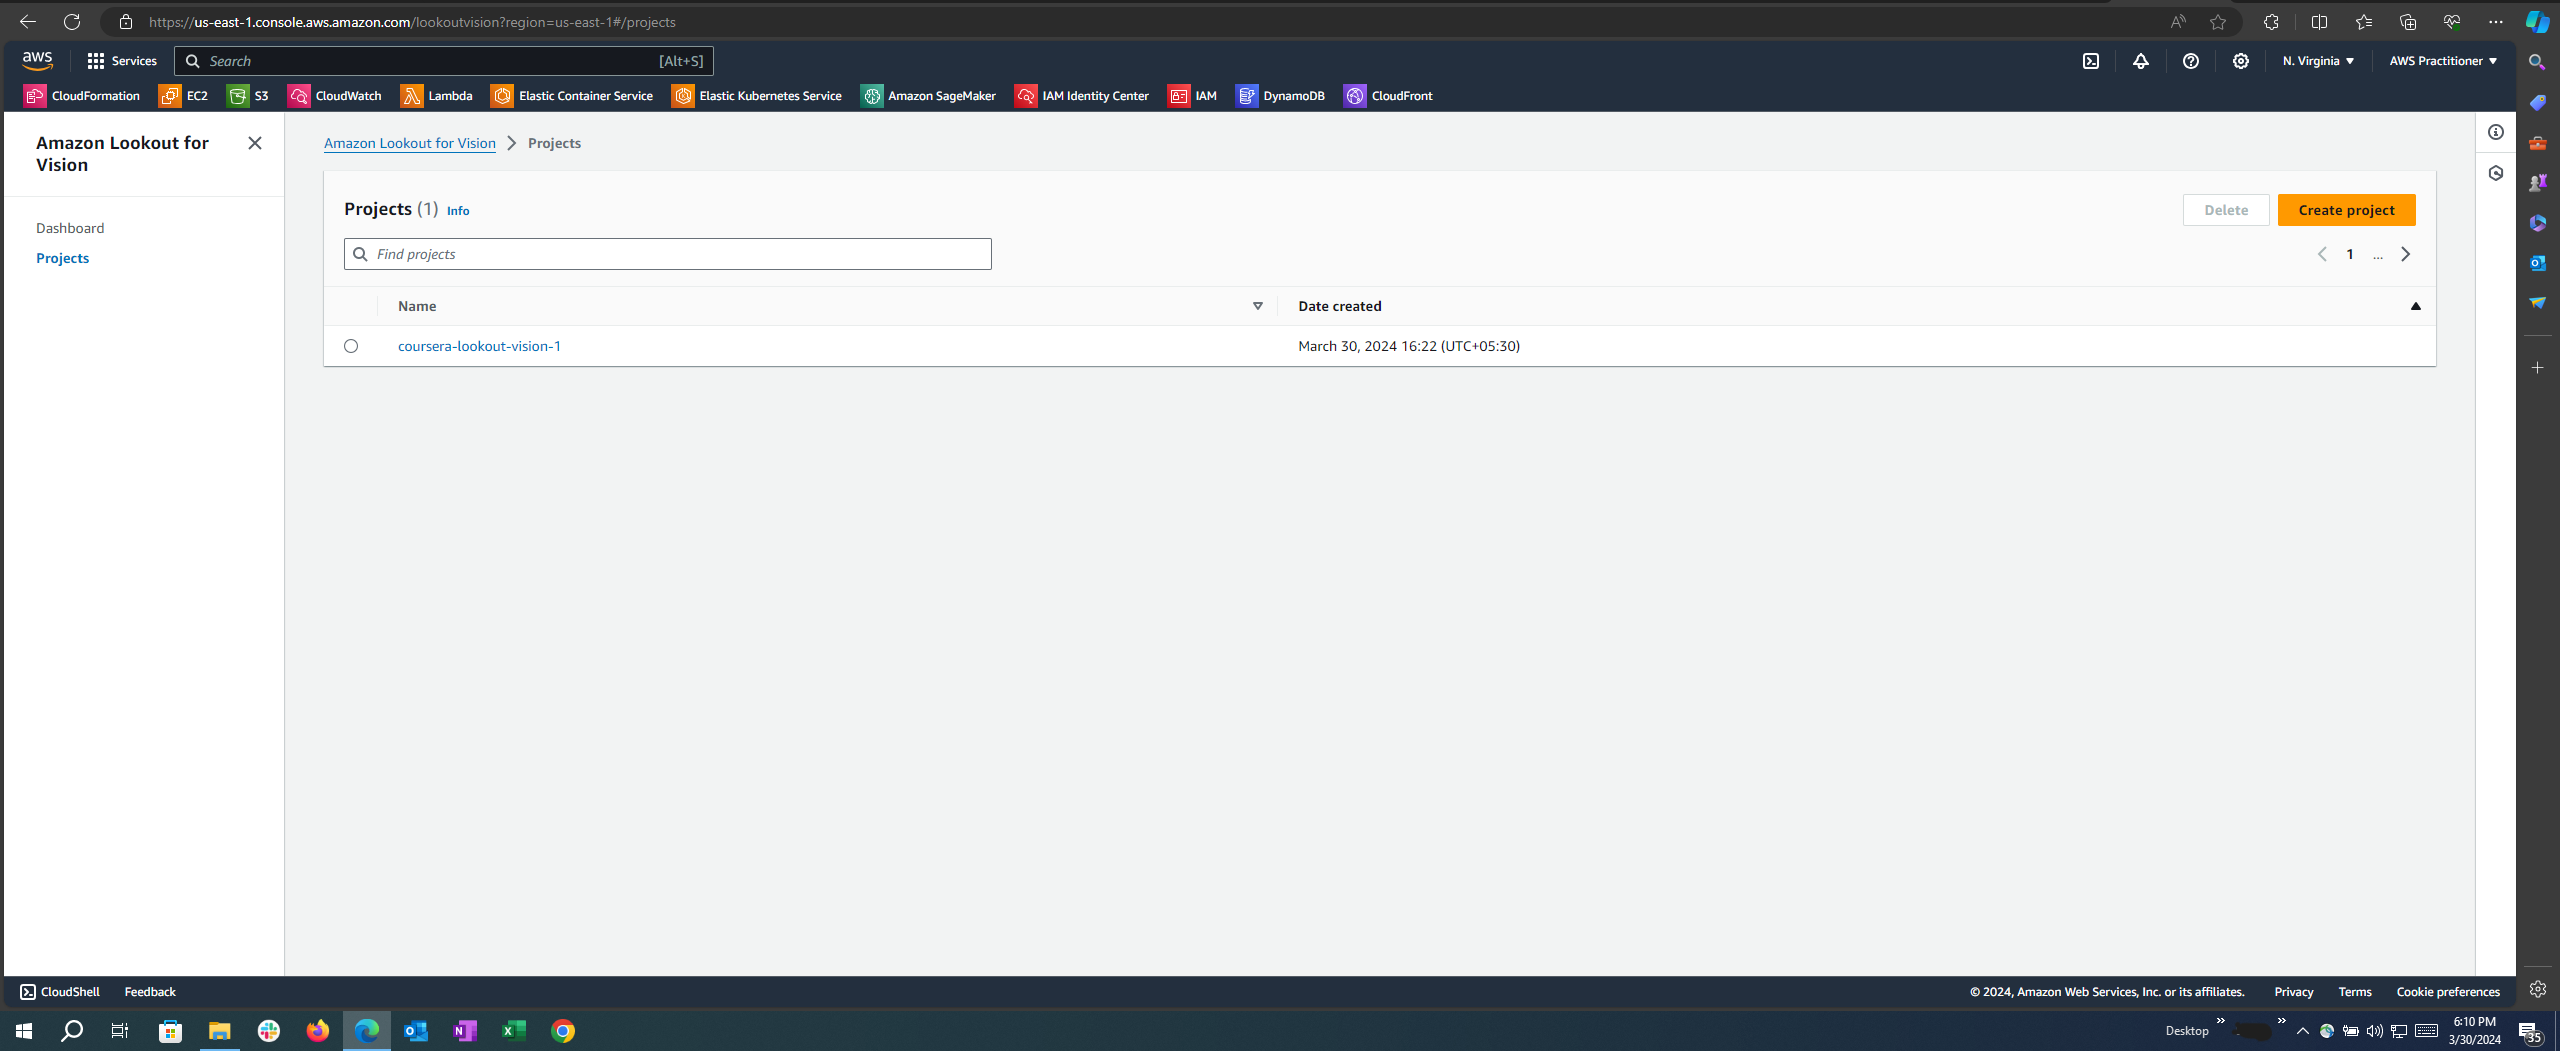 https://us-east-1.console.aws.amazon.com/lookoutvision?region=us-east-1#/projects
aws Services Search [Alt+S] N. Virginia AWS Practitioner
CloudFormation EC2 S3 CloudWatch Lambda Elastic Container Service Elastic Kubernetes Service Amazon SageMaker IAM Identity Center IAM DynamoDB CloudFront
Amazon Lookout for
Vision
Dashboard
Projects
Amazon Lookout for Vision > Projects
Projects (1) Info Delete Create project
Find projects 1 ...
Name Date created
coursera-lookout-vision-1 March 30, 2024 16:22 (UTC+05:30)
CloudShell Feedback © 2024, Amazon Web Services, Inc. or its affiliates. Privacy Terms Cookie preferences
Desktop 6:10 PM
3/30/2024
35